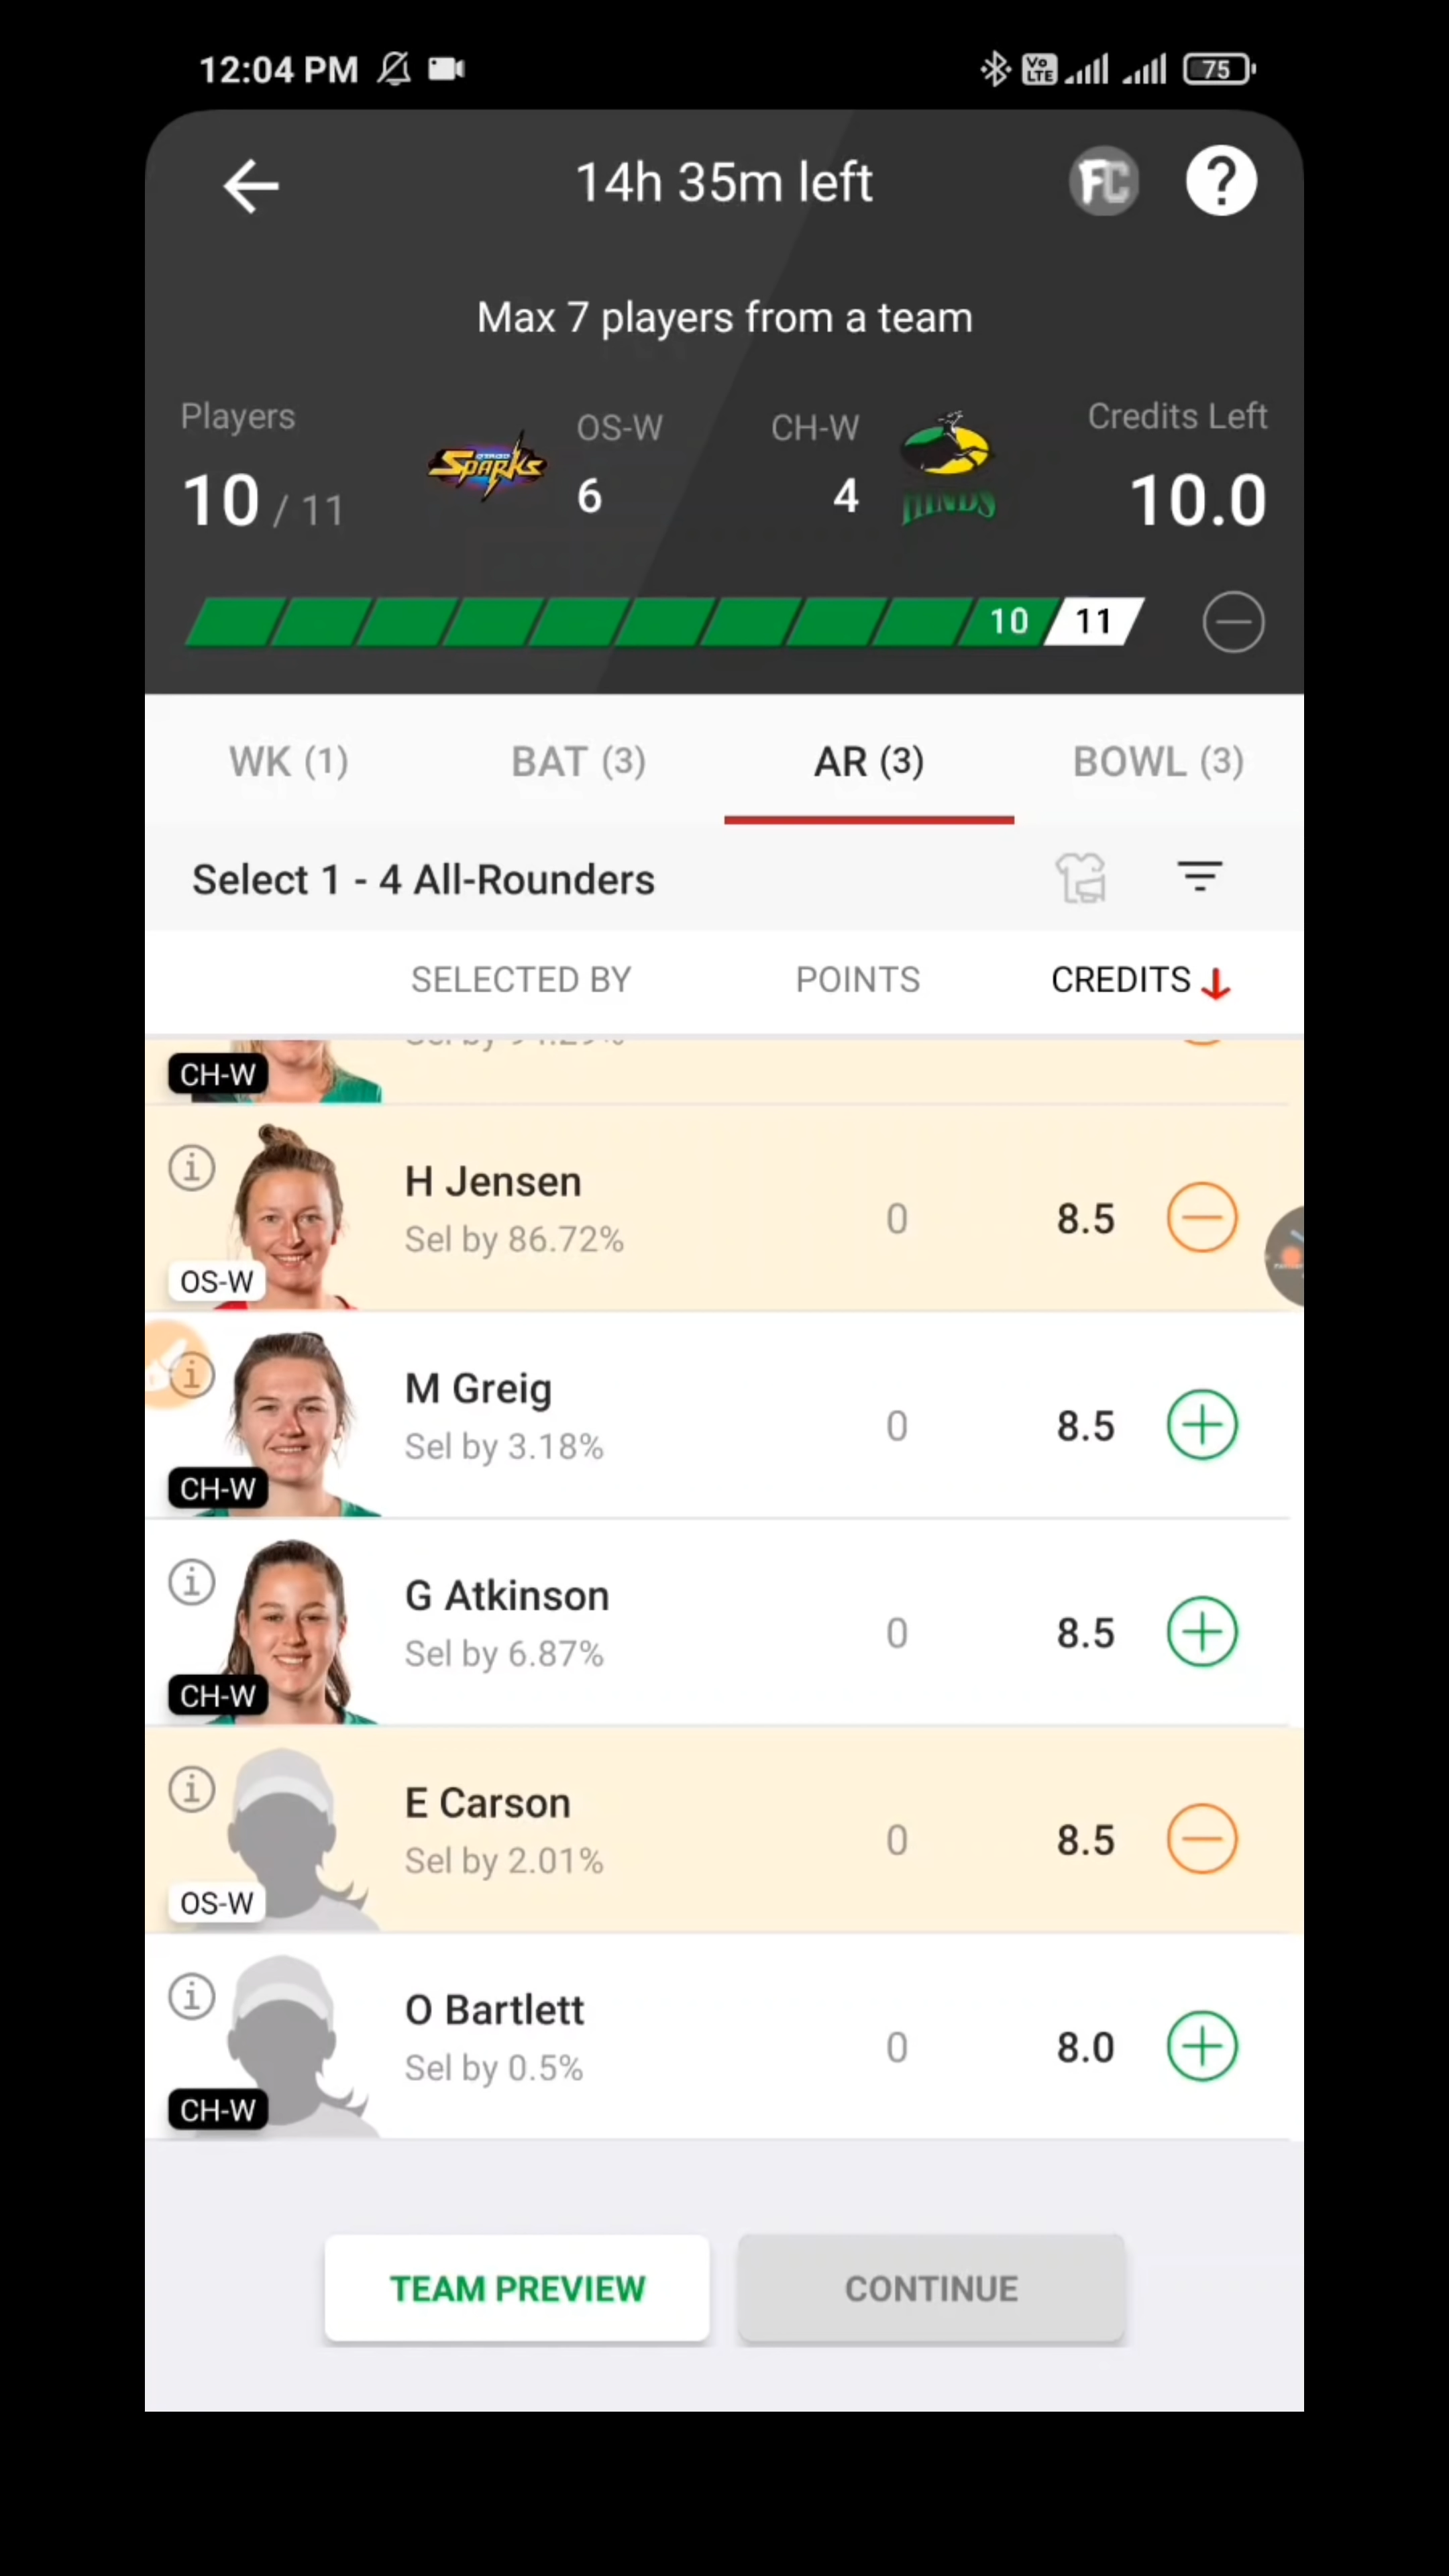 12:04 PM
Vo LTE
75
14h 35m left
FC
?
Max 7 players from a team
Players
10 / 11
SPARKS
OS-W
6
CH-W
4
HINDS
Credits Left
10.0
10
11
WK (1)
BAT (3)
AR (3)
BOWL (3)
Select 1 - 4 All-Rounders
SELECTED BY
POINTS
CREDITS
CH-W
H Jensen
Sel by 86.72%
0
8.5
OS-W
M Greig
Sel by 3.18%
0
8.5
CH-W
G Atkinson
Sel by 6.87%
0
8.5
CH-W
E Carson
Sel by 2.01%
0
8.5
OS-W
O Bartlett
Sel by 0.5%
0
8.0
CH-W
TEAM PREVIEW
CONTINUE